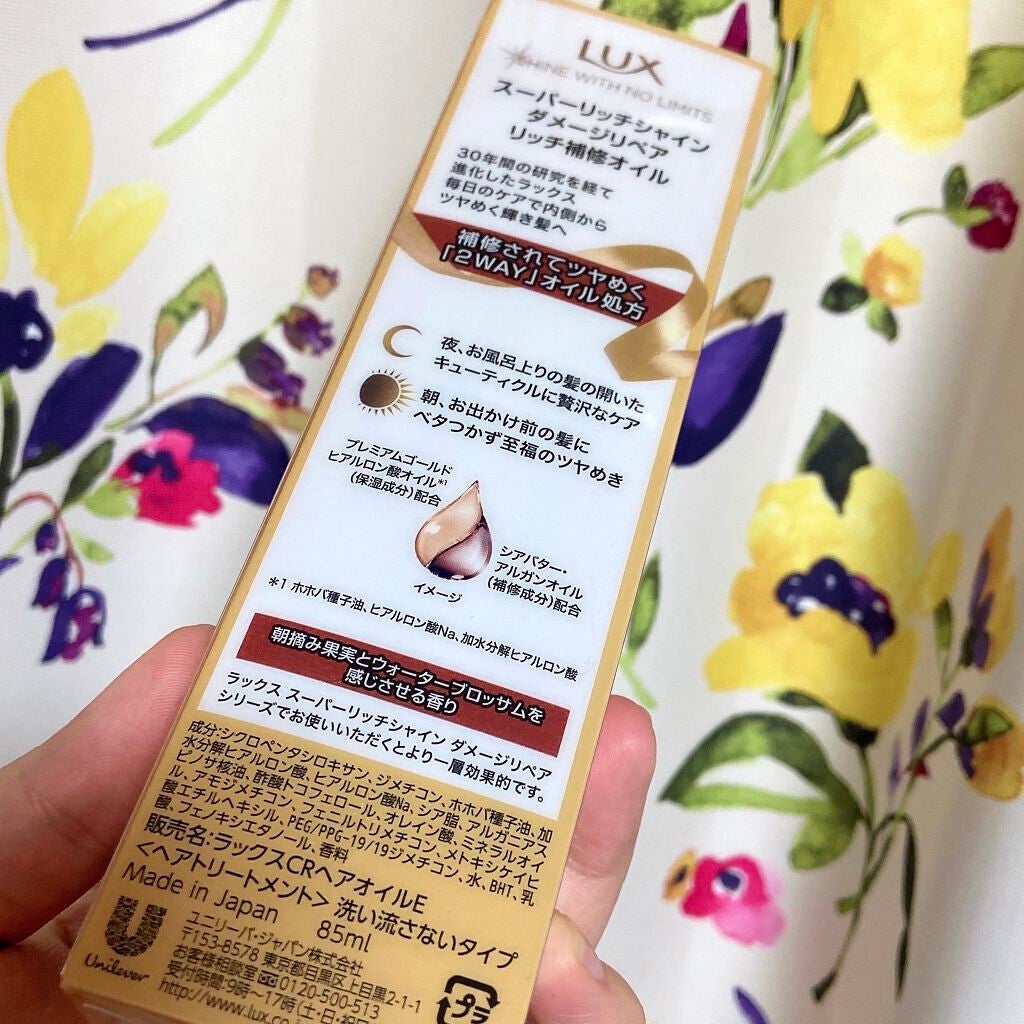 LUX
SHINE WITH NO LIMITS
スーパーリッチシャイン
ダメージリペア
リッチ補修オイル
30年間の研究を経て
進化したラックス
毎日のケアで内側から
ツヤめく輝き髪へ
補修されてツヤめく
「2WAY」オイル処方
夜、お風呂上りの髪の開いた
キューティクルに贅沢なケア
朝、お出かけ前の髪に
ベタつかず至福のツヤめき
プレミアムゴールド
ヒアルロン酸オイル*1
(保湿成分)配合
シアバター・
アルガンオイル
(補修成分)配合
イメージ
*1 ホホバ種子油、ヒアルロン酸Na、加水分解ヒアルロン酸
朝摘み果実とウォーターブロッサムを
感じさせる香り
ラックス スーパーリッチシャイン ダメージリペア
シリーズでお使いいただくとより一層効果的です。
成分:シクロペンタシロキサン、ジメチコン、ホホバ種子油、加
水分解ヒアルロン酸、ヒアルロン酸Na、シア脂、アルガニアス
ピノサ核油、酢酸トコフェロール、オレイン酸、ミネラルオイ
ル、アモジメチコン、フェニルトリメチコン、メトキシケイヒ
酸エチルヘキシル、PEG/PPG-19/19ジメチコン、水、BHT、乳
酸、フェノキシエタノール、香料
販売名:ラックスCRヘアオイルE
<ヘアトリートメント> 洗い流さないタイプ
Made in Japan 85ml
Unilever
ユニリーバ・ジャパン株式会社
〒153-8578 東京都目黒区上目黒2-1-1
お客様相談室 0120-500-513
受付時間:9時〜17時(土・日・祝日
http://www.lux.co
プラ